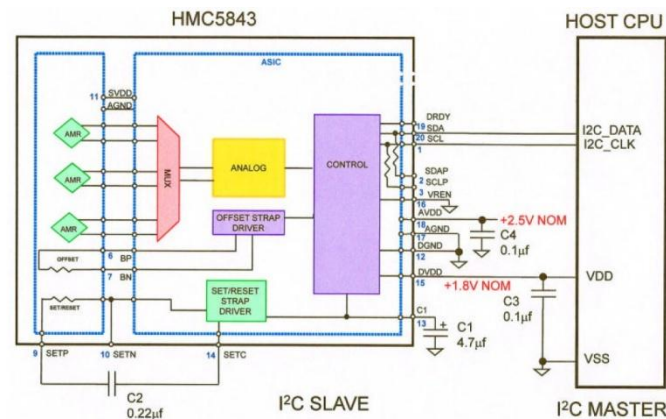 HMC5843
HOST CPU
ASIC
11
SVDD
AGND
AMR
AMR
AMR
MUX
ANALOG
CONTROL
OFFSET STRAP
DRIVER
SET/RESET
STRAP
DRIVER
OFFSET
6 BP
7 BN
SET/RESET
DRDY
19
SDA
20
SCL
1
I2C_DATA
I2C_CLK
SDAP
2
SCLP
3
VREN
16
AVDD
+2.5V NOM
18
AGND
17
DGND
12
DVDD
15
+1.8V NOM
C4
0.1µf
VDD
C3
0.1µf
C1
13
+
C1
4.7µf
VSS
9 SETP
10 SETN
14 SETC
C2
0.22µf
I²C SLAVE
I²C MASTER